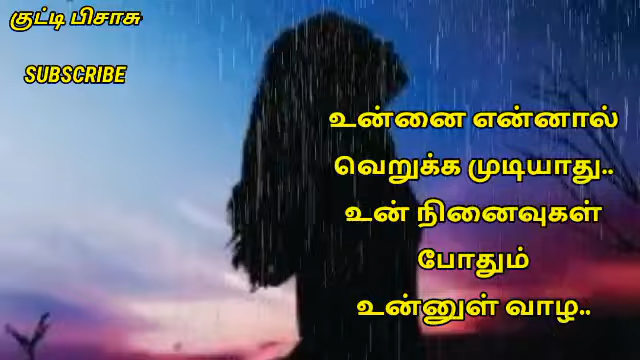 குட்டி பிசாசு
SUBSCRIBE
உன்னை என்னால்
வெறுக்க முடியாது..
உன் நினைவுகள்
போதும்
உன்னுள் வாழ..